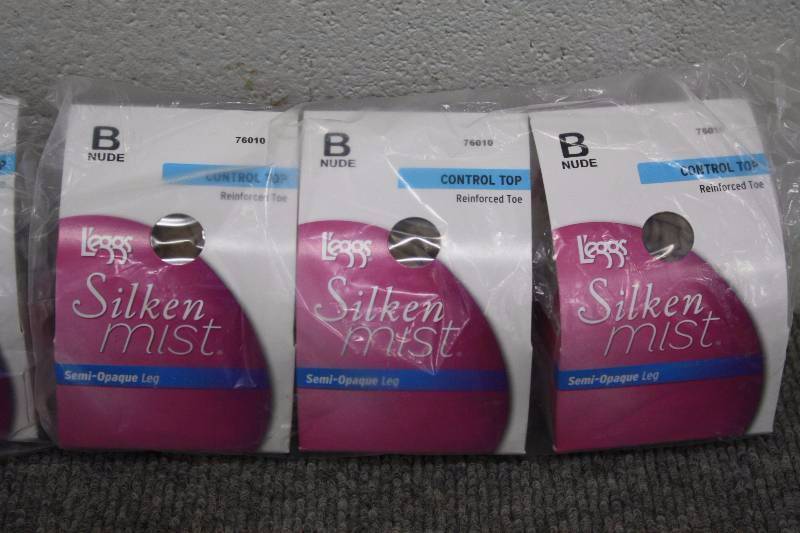 B
NUDE
76010
CONTROL TOP
Reinforced Toe
L'eggs
Silken
mist
Semi-Opaque Leg
B
NUDE
76010
CONTROL TOP
Reinforced Toe
L'eggs
Silken
mist
Semi-Opaque Leg
B
NUDE
CONTROL TOP
Reinforced Toe
L'eggs
Silken
mist
Semi-Opaque Leg